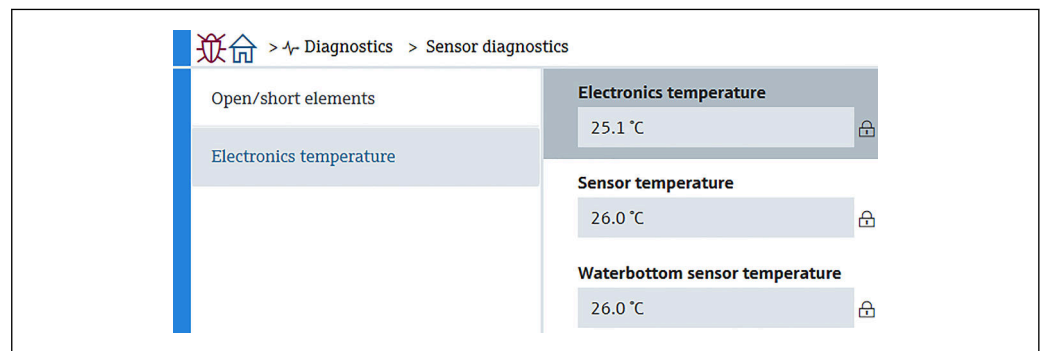 > Diagnostics > Sensor diagnostics
Open/short elements
Electronics temperature
Electronics temperature
25.1 °C
Sensor temperature
26.0 °C
Waterbottom sensor temperature
26.0 °C